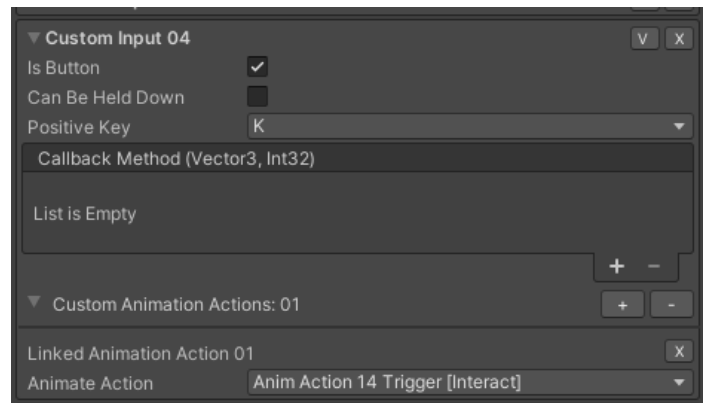 Custom Input 04 V X
Is Button
Can Be Held Down
Positive Key K
Callback Method (Vector3, Int32)
List is Empty
+ -
Custom Animation Actions: 01 + -
Linked Animation Action 01 X
Animate Action Anim Action 14 Trigger [Interact]